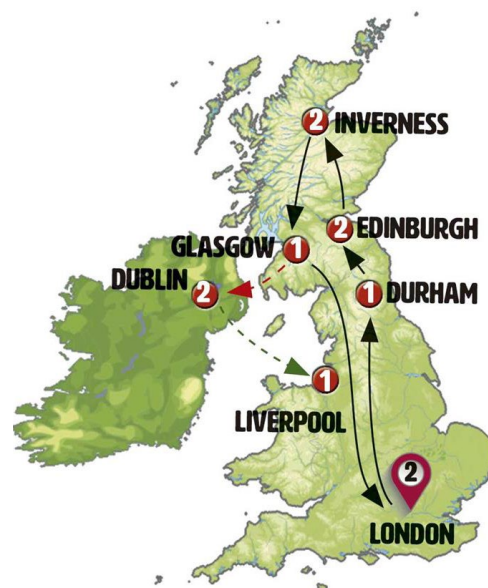 2 INVERNESS
2 EDINBURGH
GLASGOW 1
DUBLIN
2
1 DURHAM
1
LIVERPOOL
2
LONDON